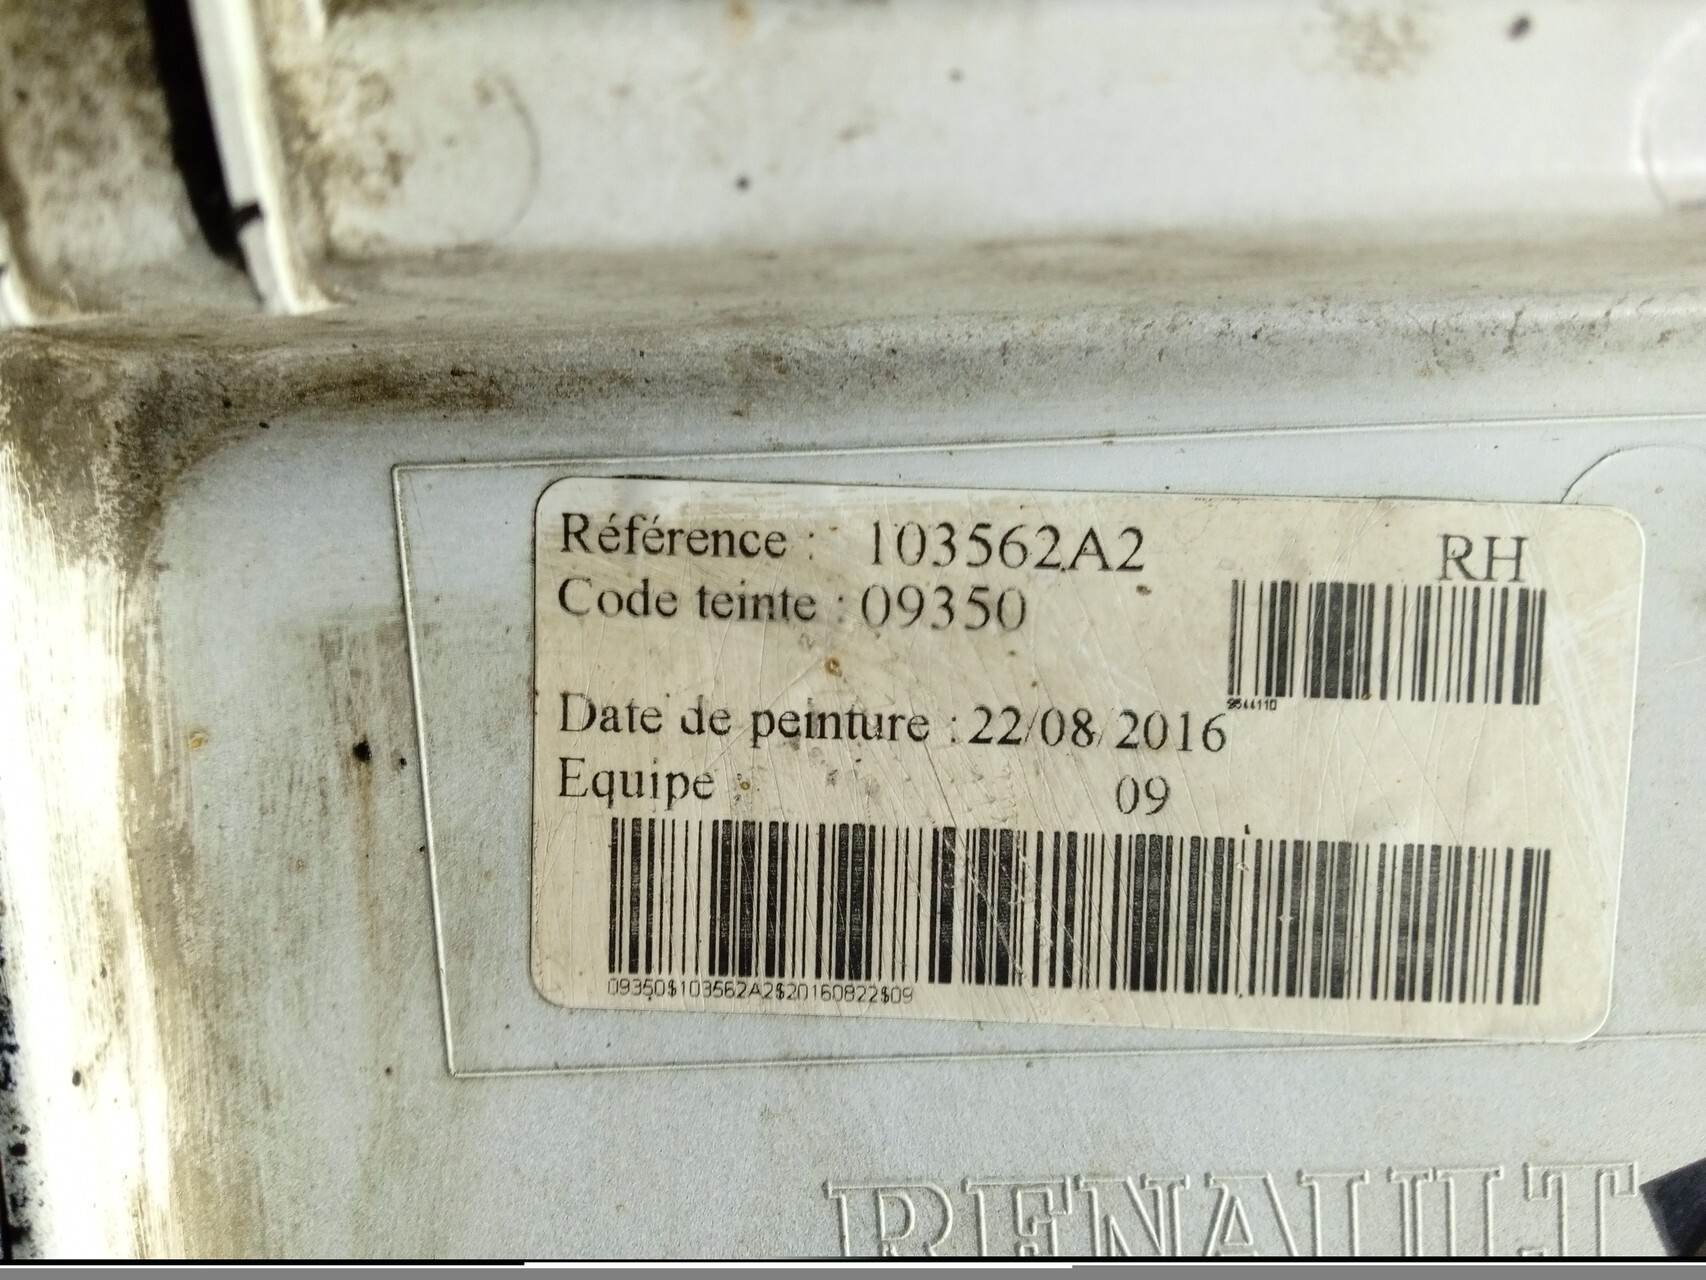 Référence : 103562A2 RH
Code teinte : 09350
9544110
Date de peinture : 22/08/2016
Equipe : 09
09350$103562A2$20160822$09
RENAULT